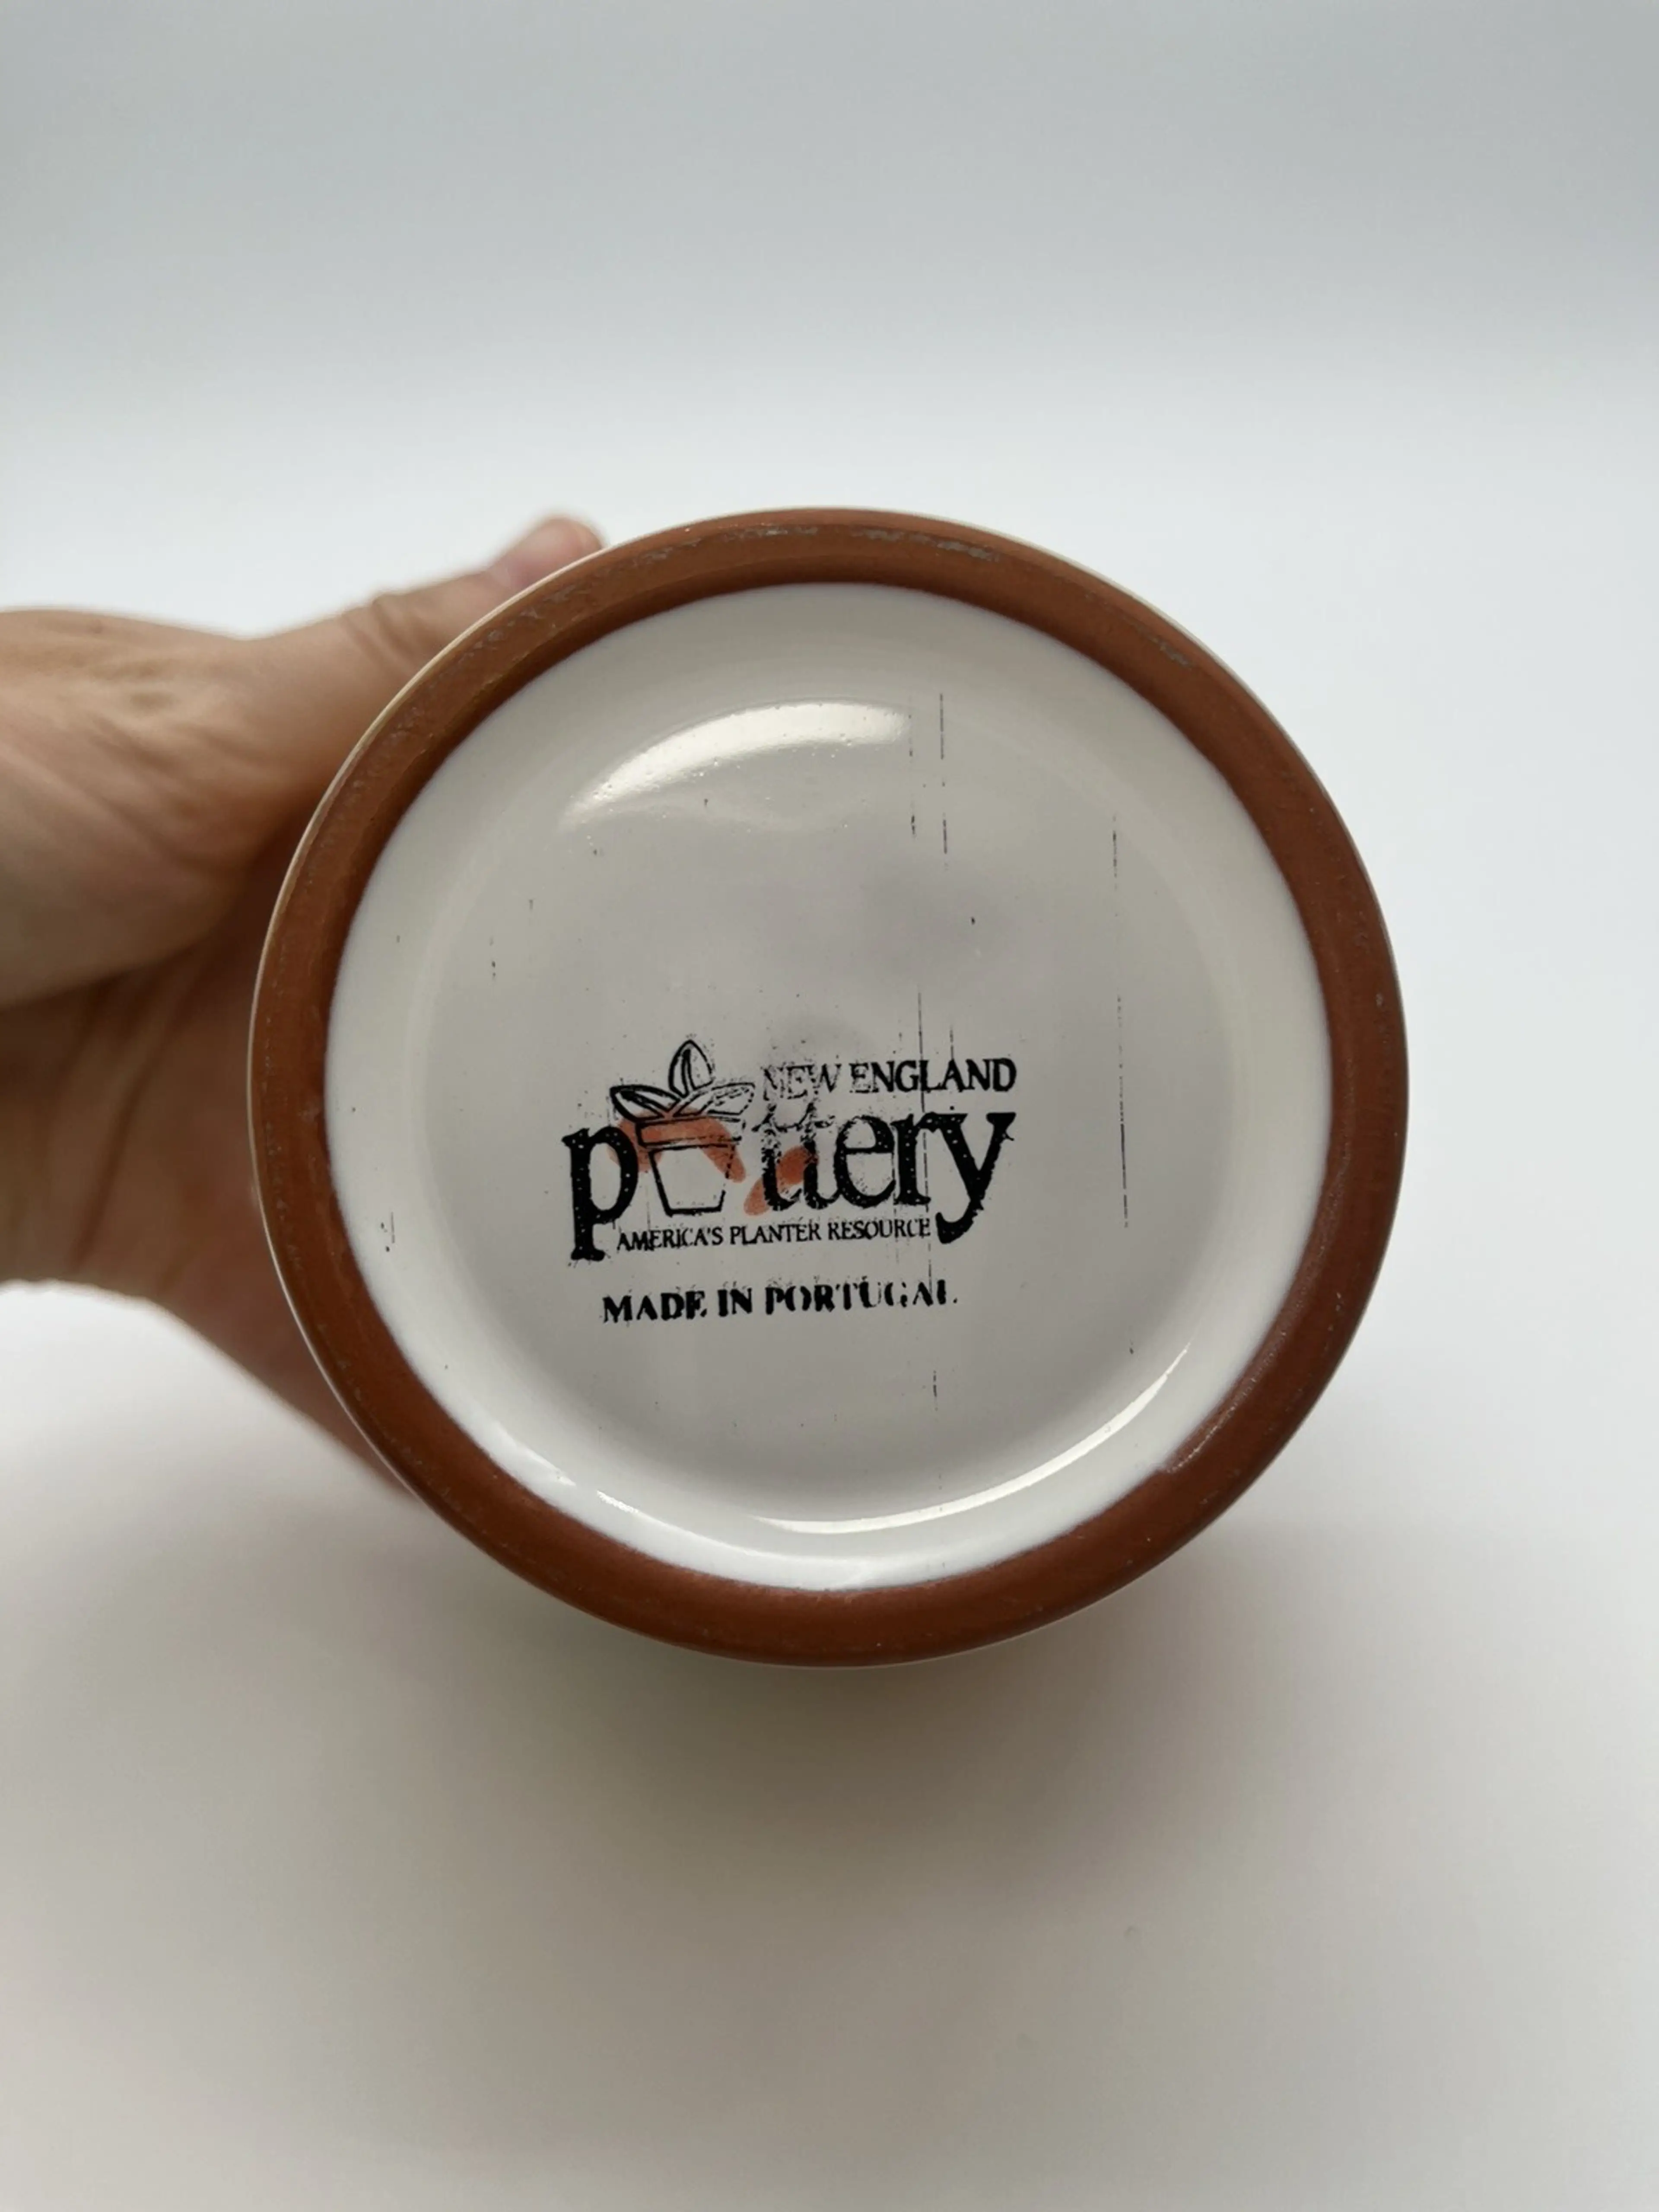 NEW ENGLAND
pottery
AMERICA'S PLANTER RESOURCE
MADE IN PORTUGAL